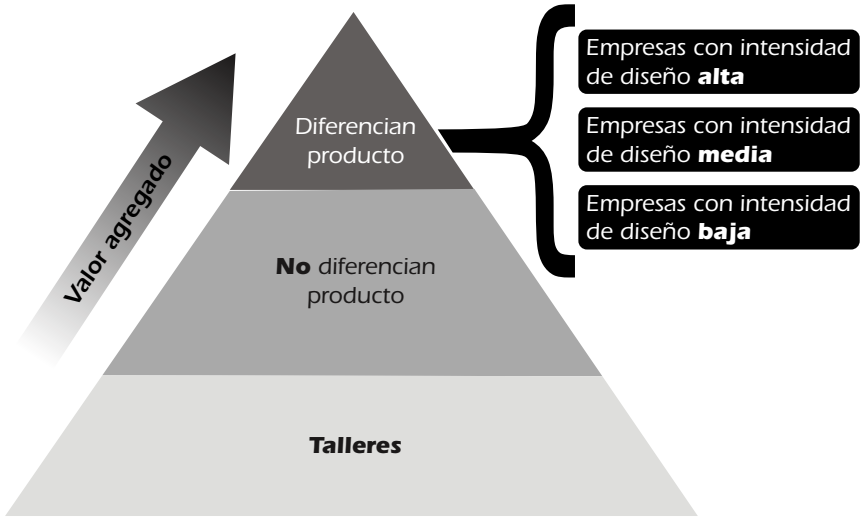 Valor agregado
Diferencian
producto
Empresas con intensidad
de diseño alta
Empresas con intensidad
de diseño media
Empresas con intensidad
de diseño baja
No diferencian
producto
Talleres